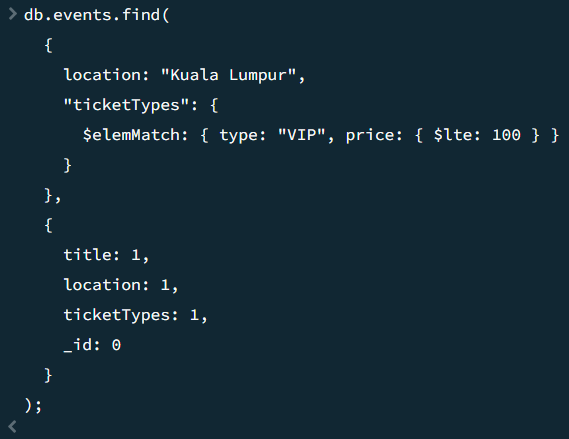 db.events.find(
{
location: "Kuala Lumpur",
"ticketTypes": {
$elemMatch: { type: "VIP", price: { $lte: 100 } }
}
},
{
title: 1,
location: 1,
ticketTypes: 1,
_id: 0
}
);